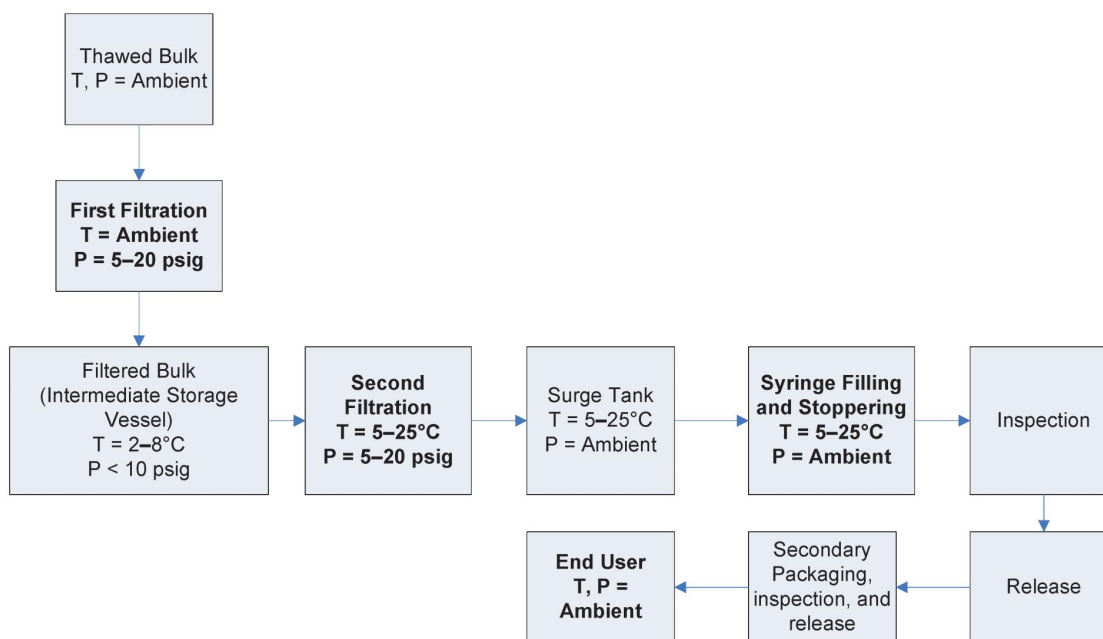 Thawed Bulk
T, P = Ambient
First Filtration
T = Ambient
P = 5–20 psig
Filtered Bulk
(Intermediate Storage
Vessel)
T = 2–8°C
P < 10 psig
Second
Filtration
T = 5–25°C
P = 5–20 psig
Surge Tank
T = 5–25°C
P = Ambient
Syringe Filling
and Stoppering
T = 5–25°C
P = Ambient
Inspection
Release
Secondary
Packaging,
inspection, and
release
End User
T, P =
Ambient